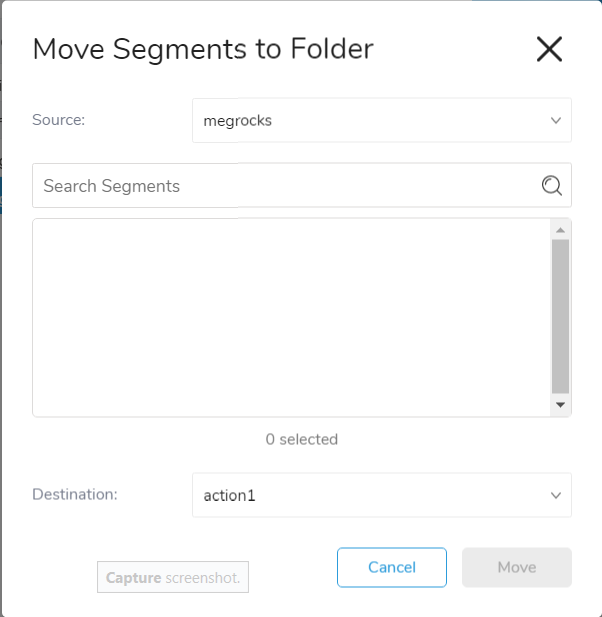 Move Segments to Folder
Source:
megrocks
Search Segments
0 selected
Destination:
action1
Cancel
Move
Capture screenshot.